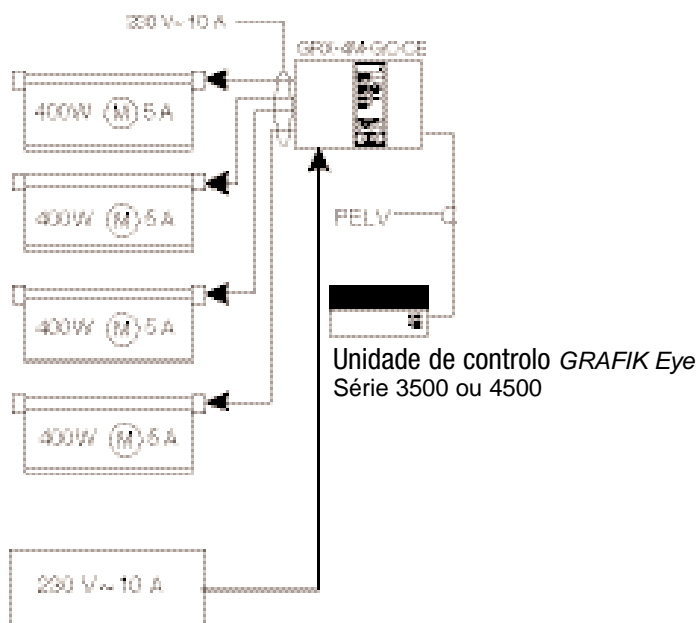 230 V~ 10 A
GRX-4M-G/C-CE
400W M 5 A
400W M 5 A
PELV
400W M 5 A
Unidade de controlo GRAFIK Eye
Série 3500 ou 4500
400W M 5 A
230 V ~ 10 A